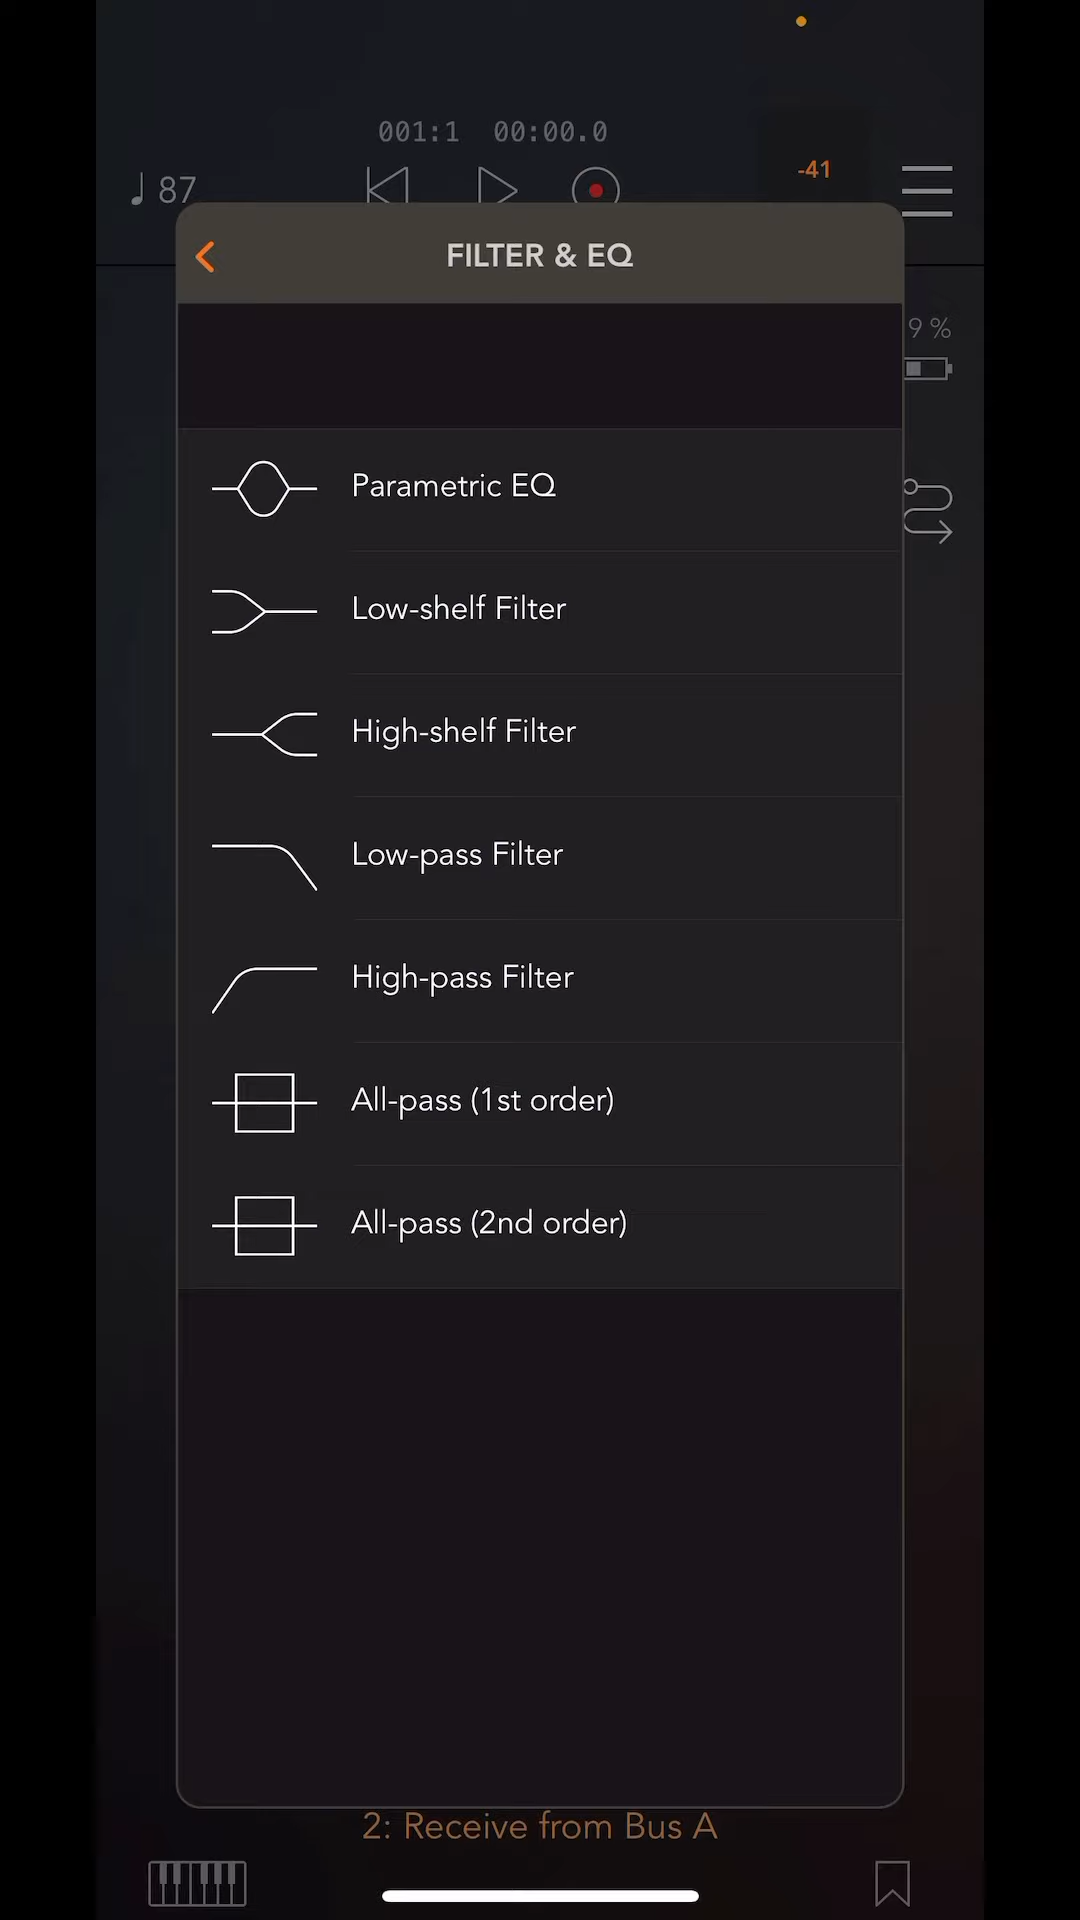 001:1 00:00.0
-41
87
FILTER & EQ
9 %
Parametric EQ
Low-shelf Filter
High-shelf Filter
Low-pass Filter
High-pass Filter
All-pass (1st order)
All-pass (2nd order)
2: Receive from Bus A